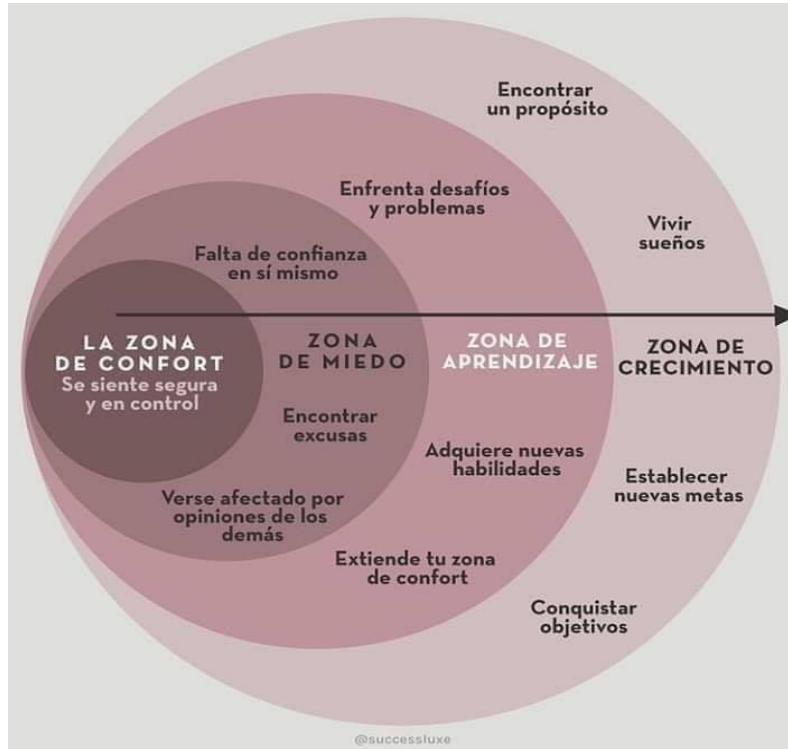 Encontrar
un propósito
Enfrenta desafíos
y problemas
Vivir
sueños
Falta de confianza
en sí mismo
LA ZONA
DE CONFORT
Se siente segura
y en control
ZONA
DE MIEDO
ZONA DE
APRENDIZAJE
ZONA DE
CRECIMIENTO
Encontrar
excusas
Adquiere nuevas
habilidades
Establecer
nuevas metas
Verse afectado por
opiniones de los
demás
Extiende tu zona
de confort
Conquistar
objetivos
@successluxe